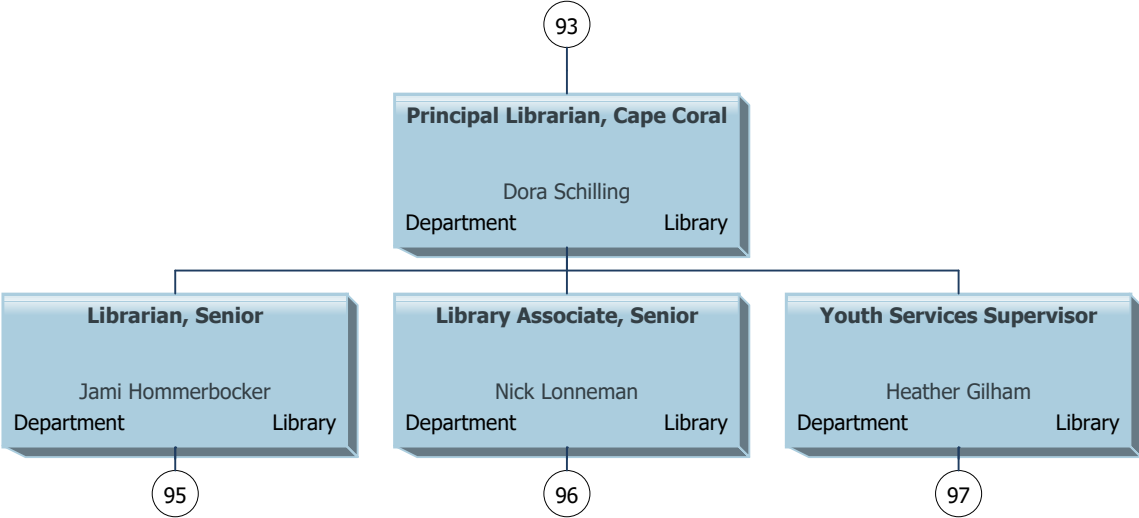 93
Principal Librarian, Cape Coral
Dora Schilling
Department Library
Librarian, Senior
Jami Hommerbocker
Department Library
95
Library Associate, Senior
Nick Lonneman
Department Library
96
Youth Services Supervisor
Heather Gilham
Department Library
97